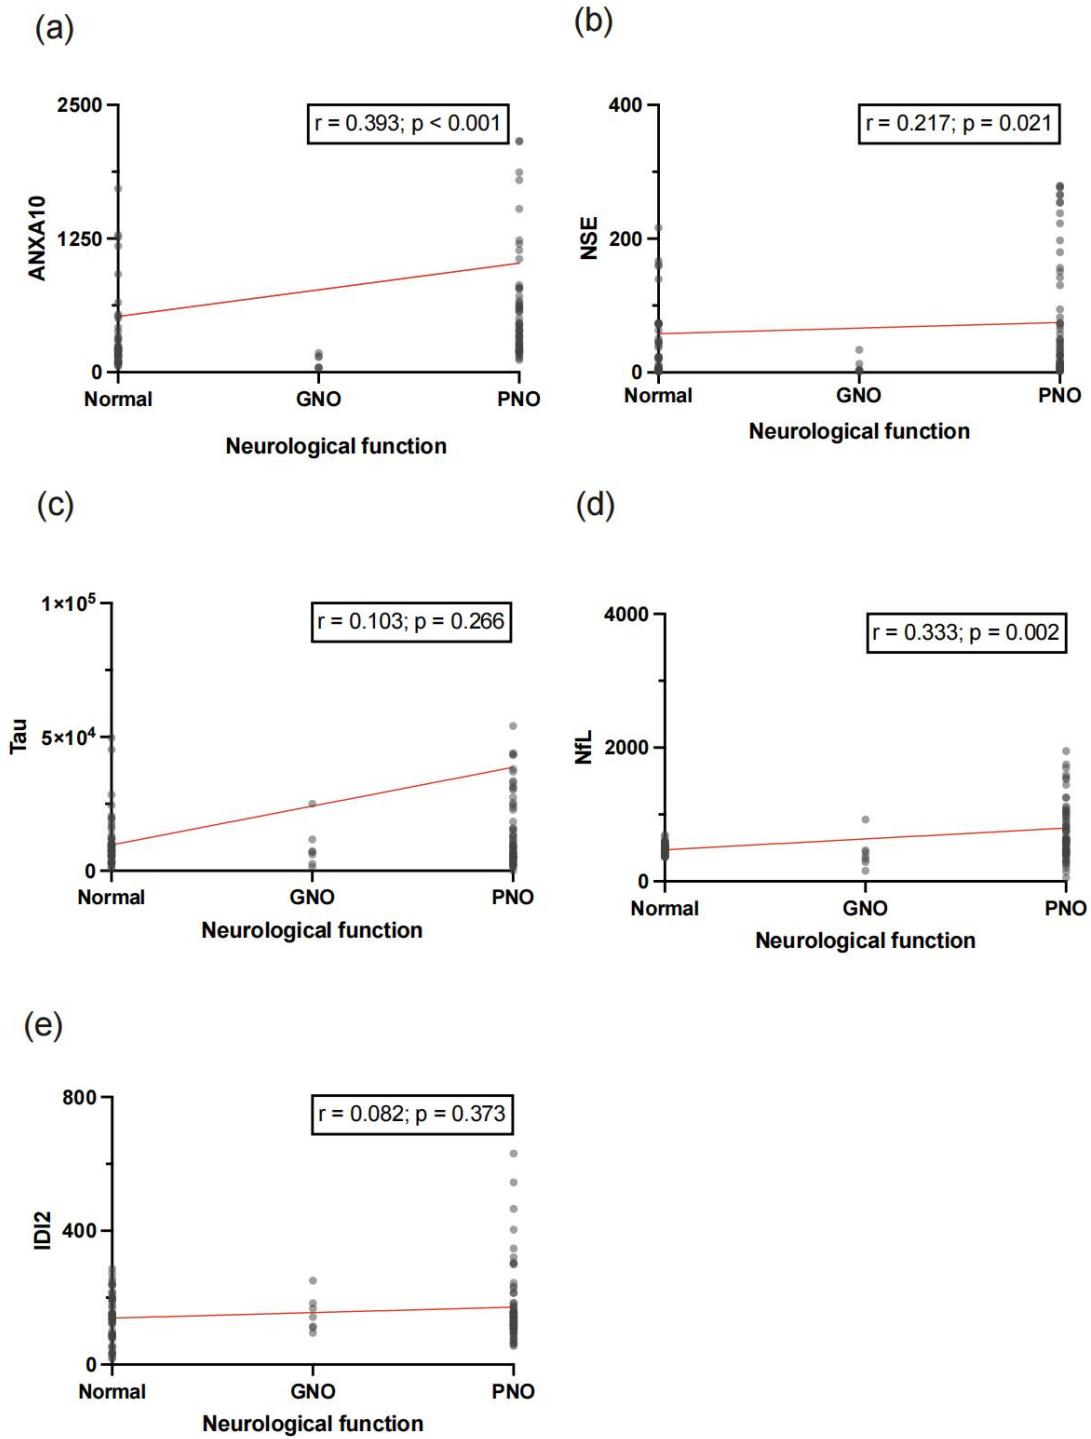 (a)
2500
1250
0
ANXA10
r = 0.393; p < 0.001
Normal GNO PNO
Neurological function
(b)
400
200
0
NSE
r = 0.217; p = 0.021
Normal GNO PNO
Neurological function
(c)
1×10⁵
5×10⁴
0
Tau
r = 0.103; p = 0.266
Normal GNO PNO
Neurological function
(d)
4000
2000
0
NfL
r = 0.333; p = 0.002
Normal GNO PNO
Neurological function
(e)
800
400
0
IDI2
r = 0.082; p = 0.373
Normal GNO PNO
Neurological function